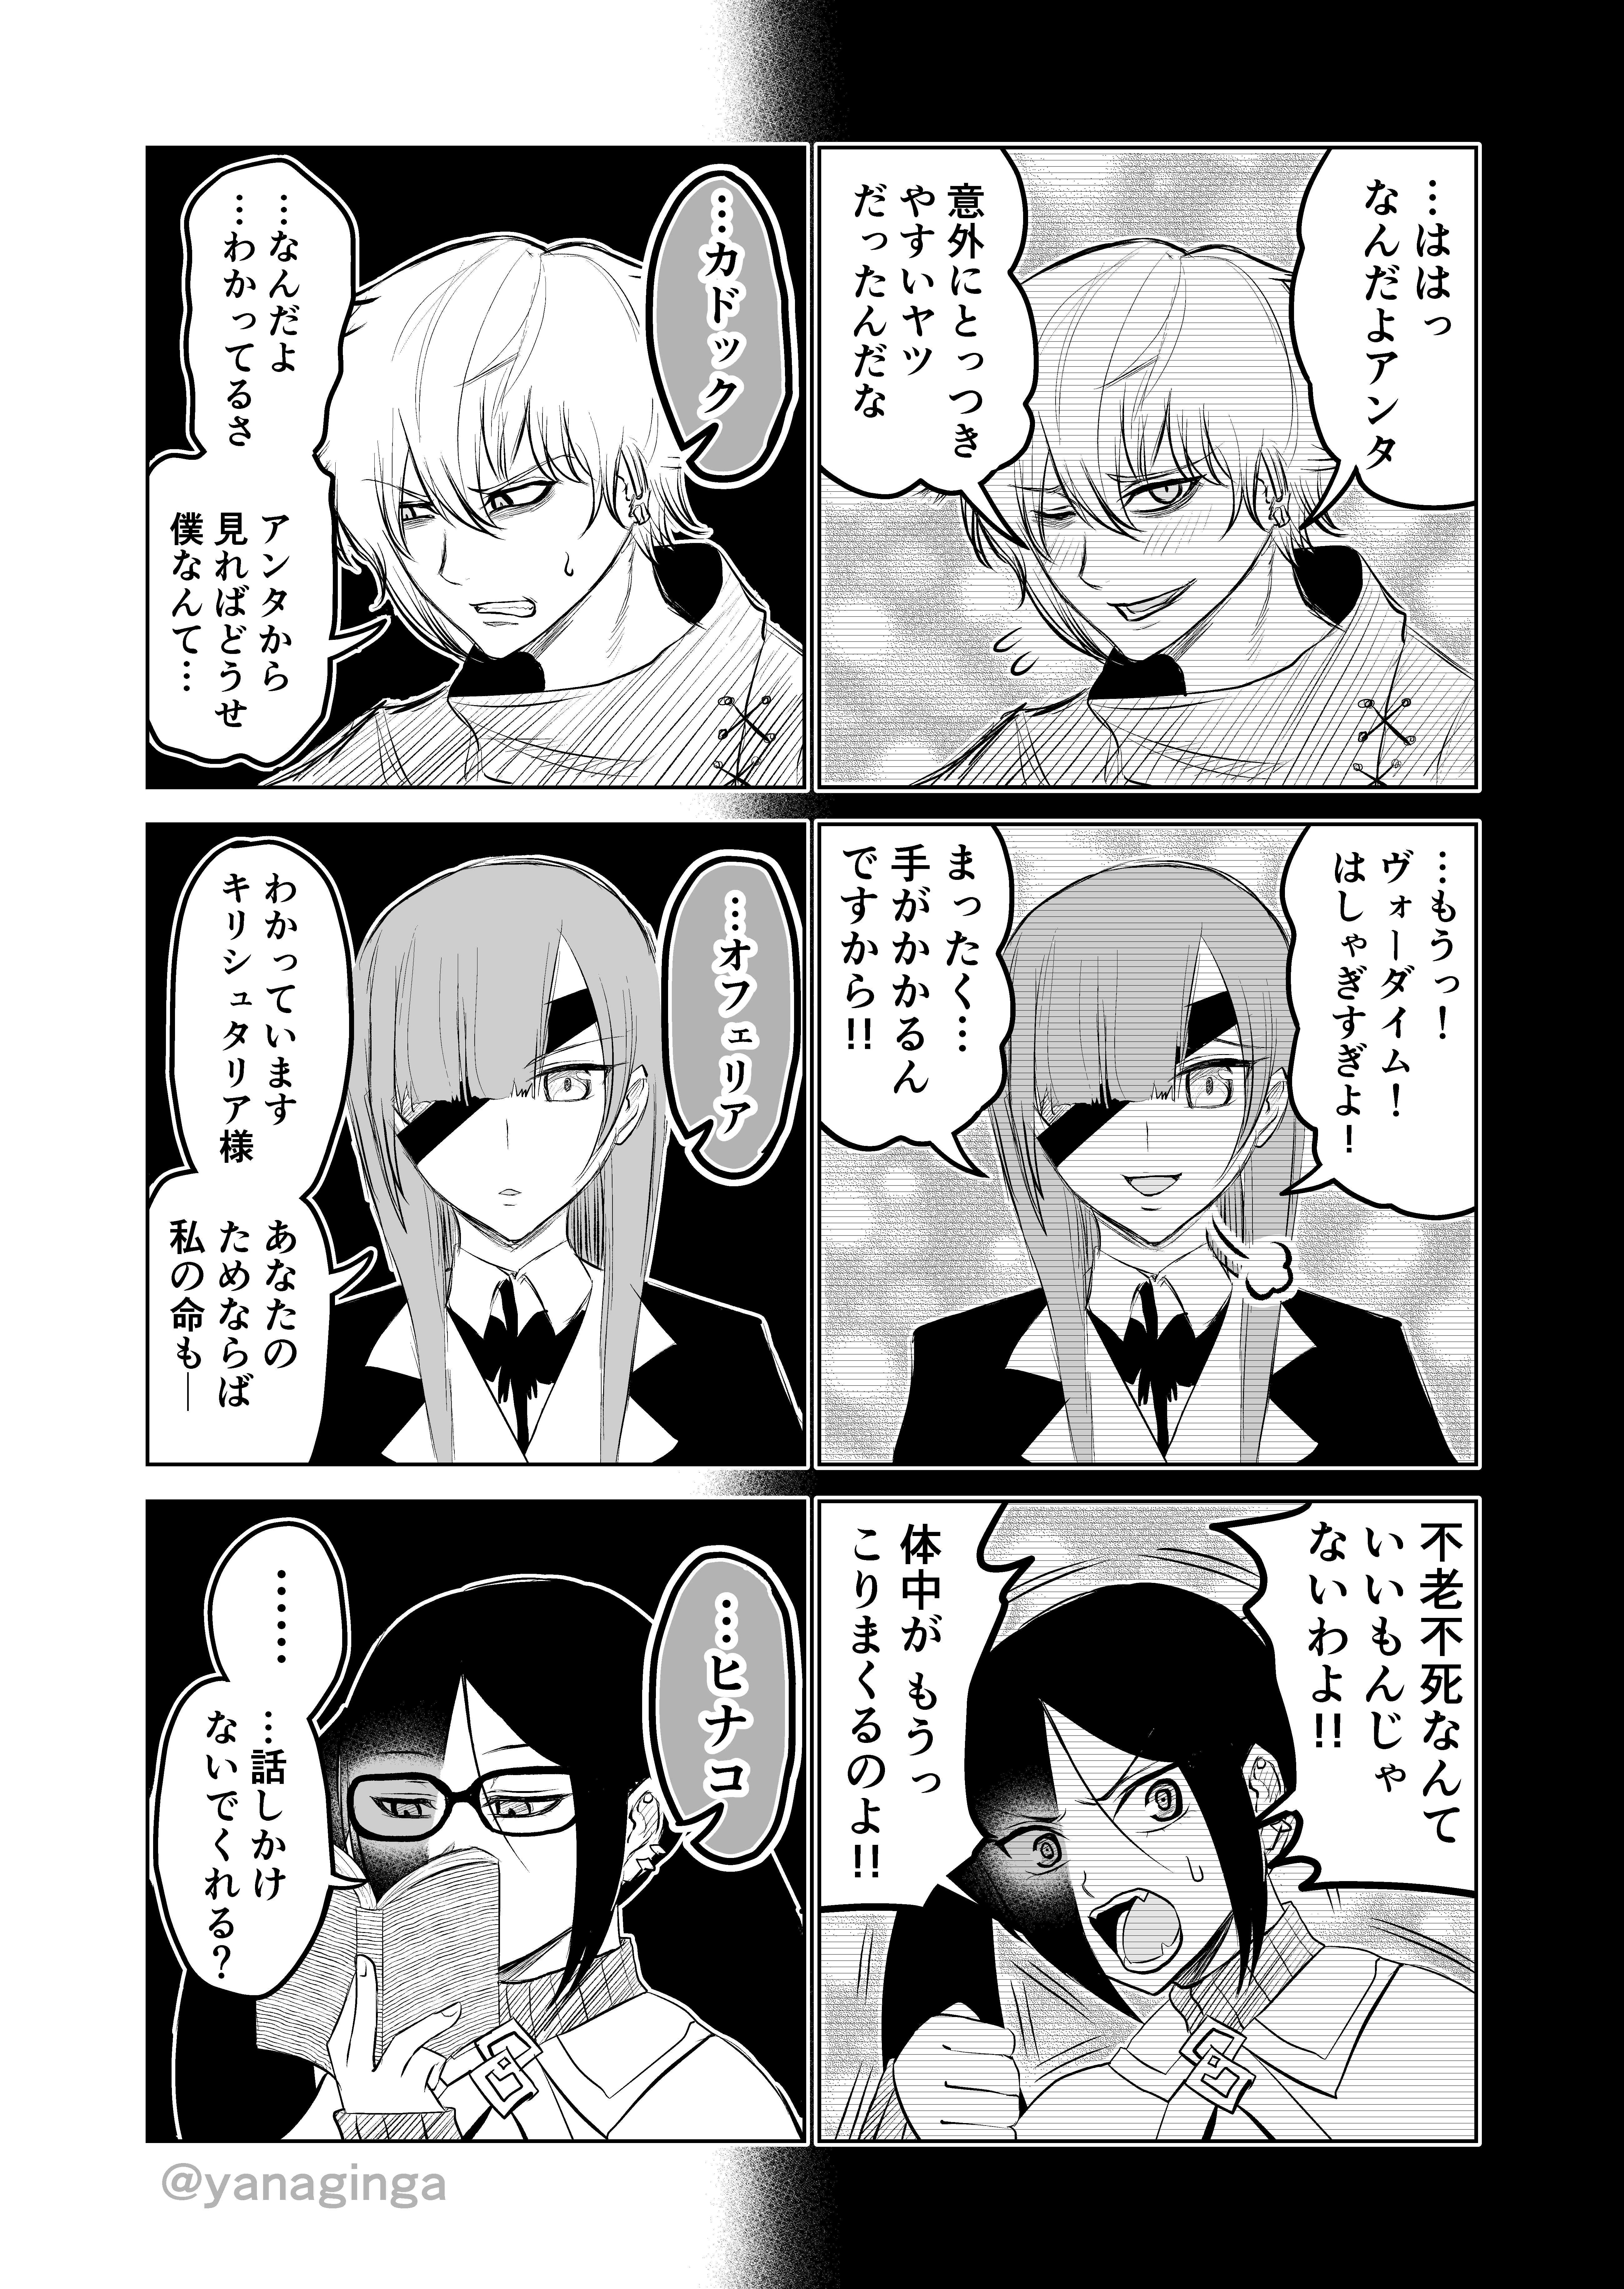 …ははっ
なんだよアンタ
意外にとっつき
やすいヤツ
だったんだな
…カドック
…なんだよ
…わかってるさ
アンタから
見ればどうせ
僕なんて…
…もうっ！
ヴォーダイム！
はしゃぎすぎよ！
まったく…
手がかかるん
ですから!!
…オフェリア
わかっています
キリシュタリア様
あなたの
ためならば
私の命も―
不老不死なんて
いいもんじゃ
ないわよ!!
体中が もうっ
こりまくるのよ!!
…ヒナコ
……
…話しかけ
ないでくれる？
@yanaginga